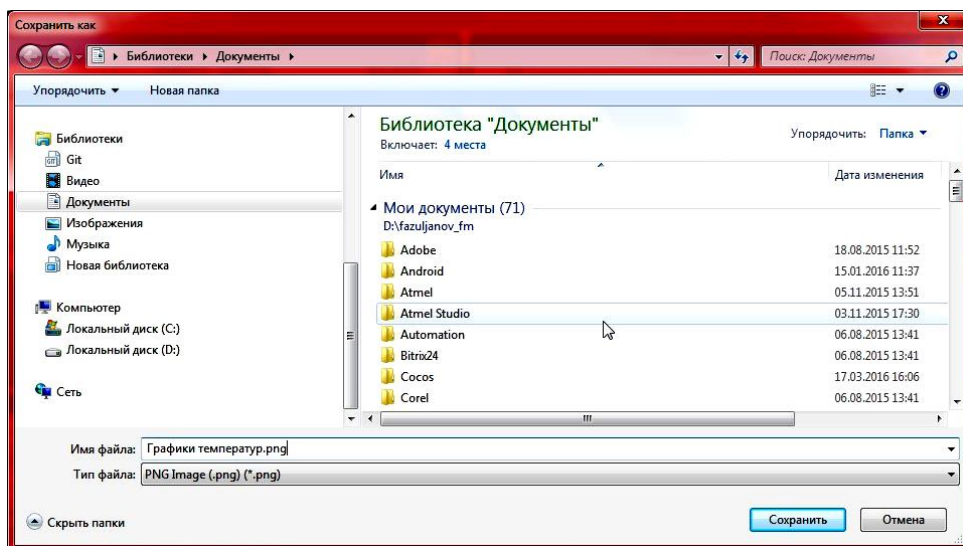 Сохранить как
Библиотеки Документы
Поиск: Документы
Упорядочить Новая папка
Библиотеки
Git
Видео
Документы
Изображения
Музыка
Новая библиотека
Компьютер
Локальный диск (C:)
Локальный диск (D:)
Сеть
Библиотека "Документы"
Включает: 4 места
Упорядочить: Папка
Имя Дата изменения
Мои документы (71)
D:\fazuljanov_fm
Adobe 18.08.2015 11:52
Android 15.01.2016 11:37
Atmel 05.11.2015 13:51
Atmel Studio 03.11.2015 17:30
Automation 06.08.2015 13:41
Bitrix24 06.08.2015 13:41
Cocos 17.03.2016 16:06
Corel 06.08.2015 13:41
Имя файла: Графики температур.png
Тип файла: PNG Image (.png) (*.png)
Скрыть папки
Сохранить Отмена